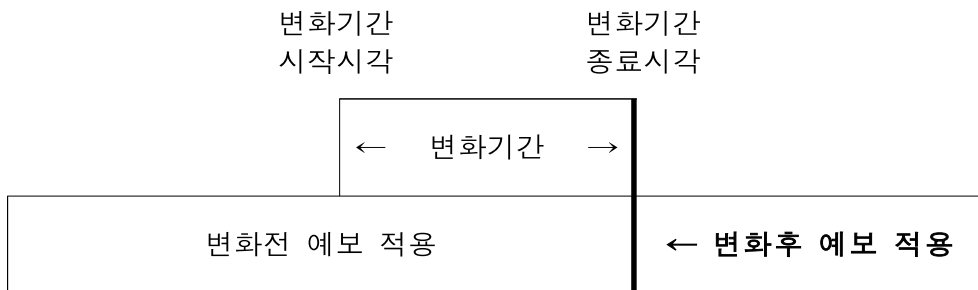 변화기간 변화기간
시작시각 종료시각
← 변화기간 →
변화전 예보 적용 ← 변화후 예보 적용